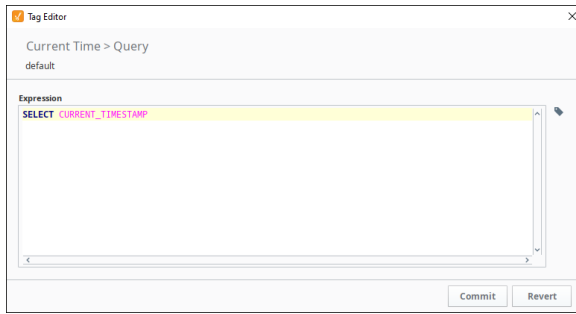 Tag Editor
Current Time > Query
default
Expression
SELECT CURRENT_TIMESTAMP
Commit
Revert